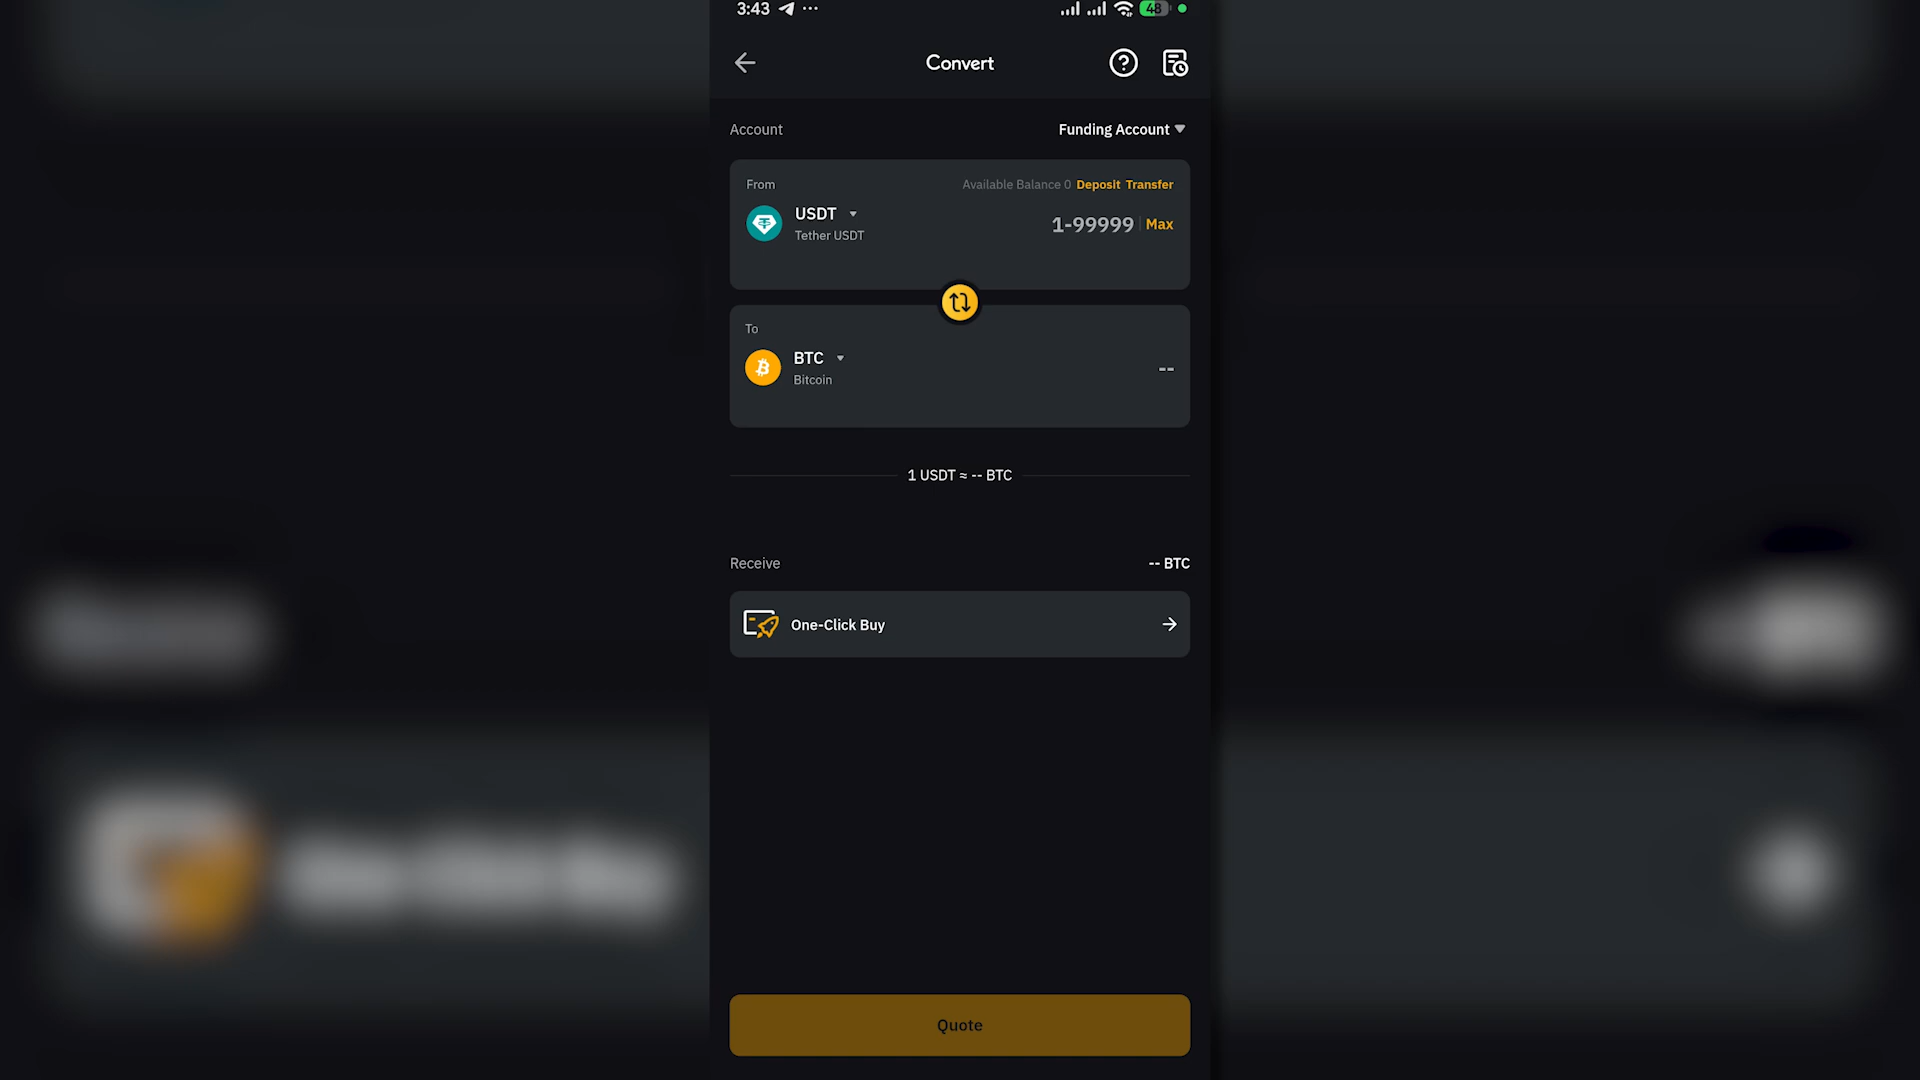 3:43 ··· 48
Convert
Account Funding Account
From Available Balance 0 Deposit Transfer
USDT 1-99999 Max
Tether USDT
To
BTC --
Bitcoin
1 USDT ≈ -- BTC
Receive -- BTC
One-Click Buy
Quote